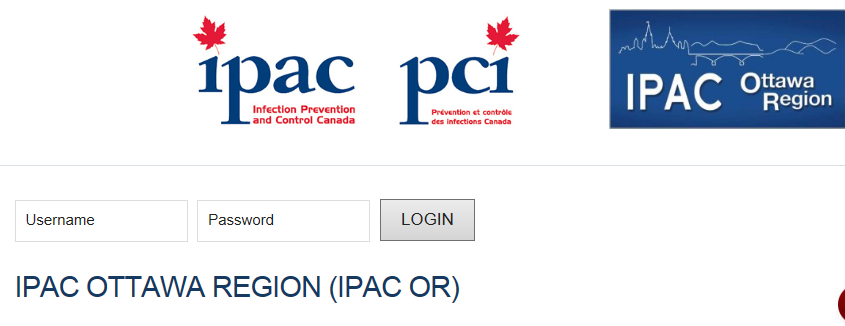 ipac
Infection Prevention
and Control Canada
pci
Prévention et contrôle
des infections Canada
IPAC Ottawa
Region
Username
Password
LOGIN
IPAC OTTAWA REGION (IPAC OR)